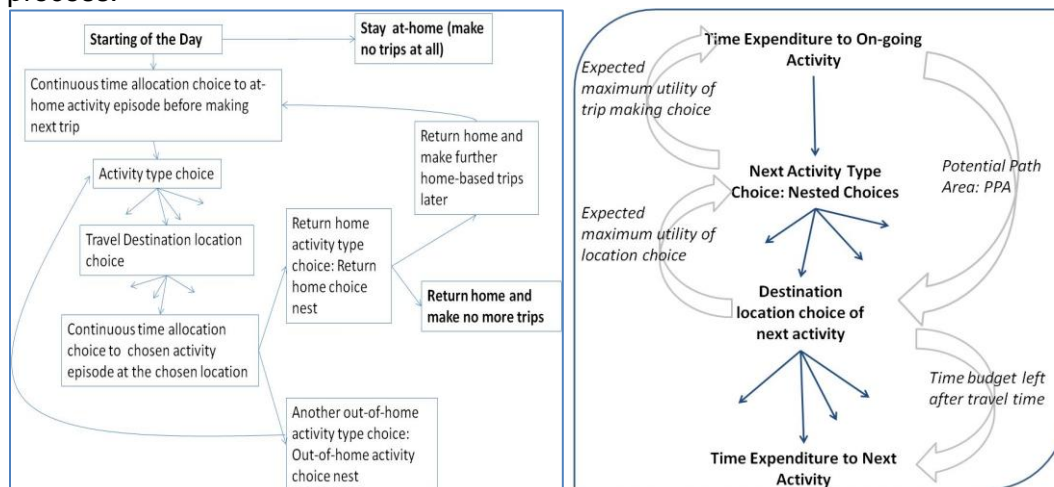 process.
Starting of the Day
Stay at-home (make
no trips at all)
Continuous time allocation choice to at-
home activity episode before making
next trip
Activity type choice
Travel Destination location
choice
Continuous time allocation
choice to chosen activity
episode at the chosen location
Return home
activity type
choice: Return
home choice
nest
Return home and
make further
home-based trips
later
Return home and
make no more trips
Another out-of-home
activity type choice:
Out-of-home activity
choice nest
Time Expenditure to On-going
Activity
Expected
maximum utility of
trip making choice
Next Activity Type
Choice: Nested Choices
Potential Path
Area: PPA
Expected
maximum utility of
location choice
Destination
location choice of
next activity
Time budget left
after travel time
Time Expenditure to Next
Activity